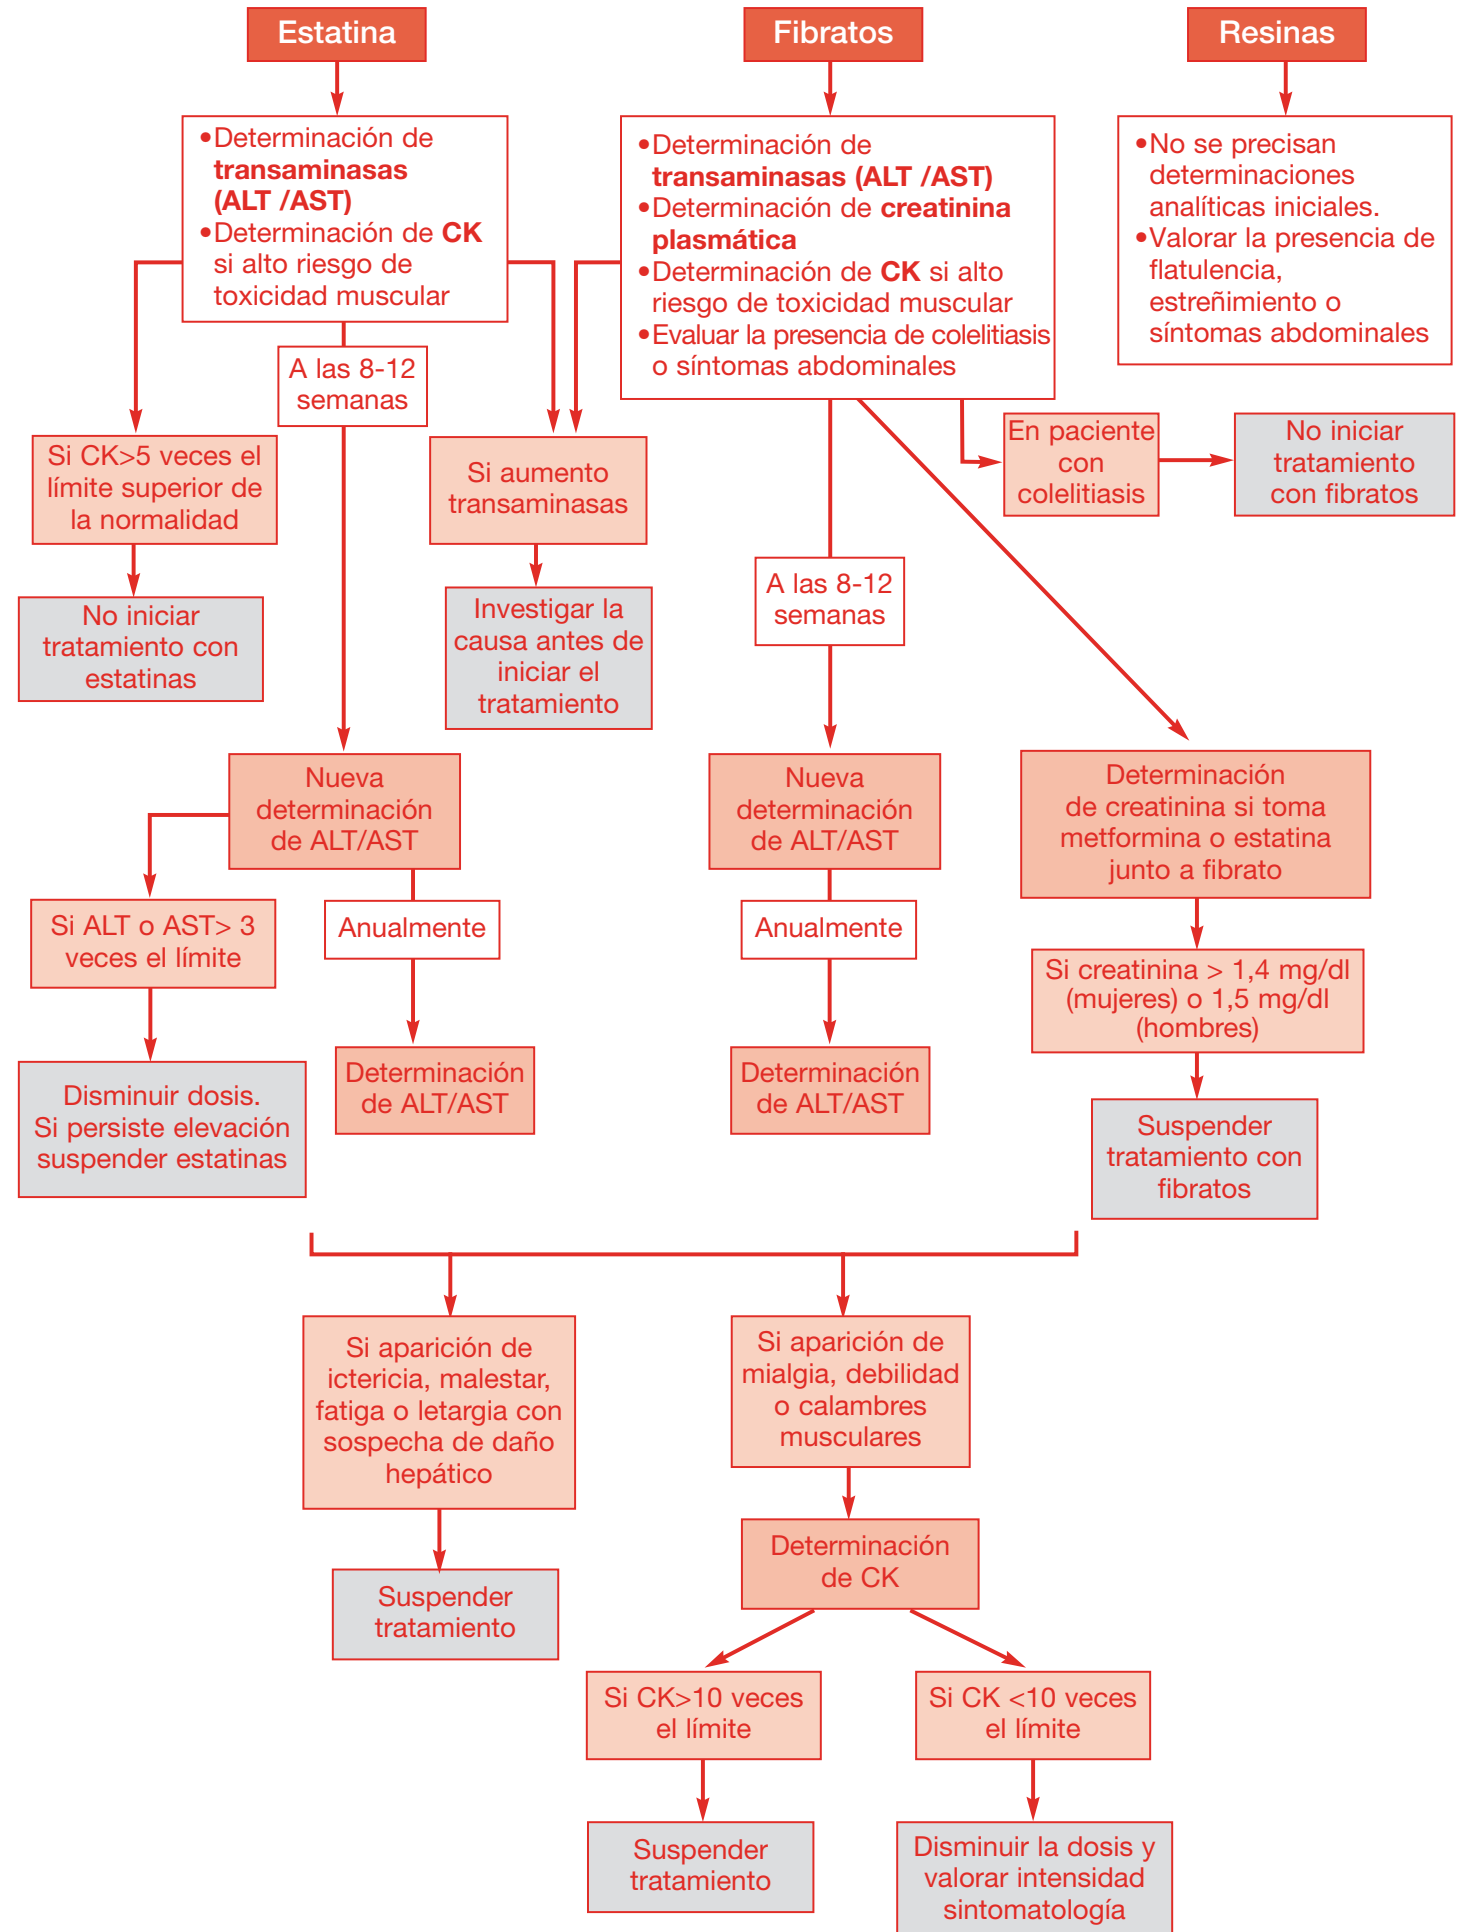 Estatina
Fibratos
Resinas
•Determinación de
transaminasas
(ALT /AST)
•Determinación de CK
si alto riesgo de
toxicidad muscular
•Determinación de
transaminasas (ALT /AST)
•Determinación de creatinina
plasmática
•Determinación de CK si alto
riesgo de toxicidad muscular
•Evaluar la presencia de colelitiasis
o síntomas abdominales
•No se precisan
determinaciones
analíticas iniciales.
•Valorar la presencia de
flatulencia,
estreñimiento o
síntomas abdominales
A las 8-12
semanas
Si CK>5 veces el
límite superior de
la normalidad
Si aumento
transaminasas
En paciente
con
colelitiasis
No iniciar
tratamiento
con fibratos
No iniciar
tratamiento con
estatinas
Investigar la
causa antes de
iniciar el
tratamiento
A las 8-12
semanas
Nueva
determinación
de ALT/AST
Nueva
determinación
de ALT/AST
Determinación
de creatinina si toma
metformina o estatina
junto a fibrato
Si ALT o AST> 3
veces el límite
Anualmente
Anualmente
Si creatinina > 1,4 mg/dl
(mujeres) o 1,5 mg/dl
(hombres)
Disminuir dosis.
Si persiste elevación
suspender estatinas
Determinación
de ALT/AST
Determinación
de ALT/AST
Suspender
tratamiento con
fibratos
Si aparición de
ictericia, malestar,
fatiga o letargia con
sospecha de daño
hepático
Si aparición de
mialgia, debilidad
o calambres
musculares
Suspender
tratamiento
Determinación
de CK
Si CK>10 veces
el límite
Si CK <10 veces
el límite
Suspender
tratamiento
Disminuir la dosis y
valorar intensidad
sintomatología